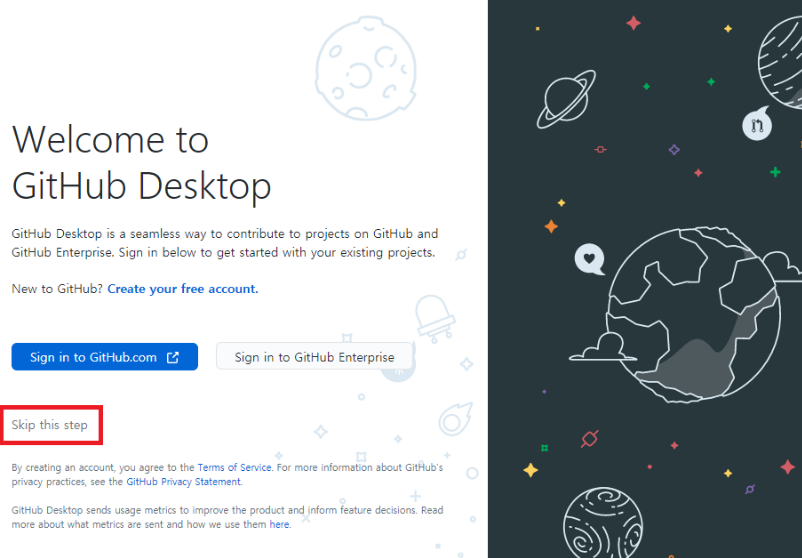 Welcome to
GitHub Desktop
GitHub Desktop is a seamless way to contribute to projects on GitHub and
GitHub Enterprise. Sign in below to get started with your existing projects.
New to GitHub? Create your free account.
Sign in to GitHub.com
Sign in to GitHub Enterprise
Skip this step
By creating an account, you agree to the Terms of Service. For more information about GitHub's
privacy practices, see the GitHub Privacy Statement.
GitHub Desktop sends usage metrics to improve the product and inform feature decisions. Read
more about what metrics are sent and how we use them here.